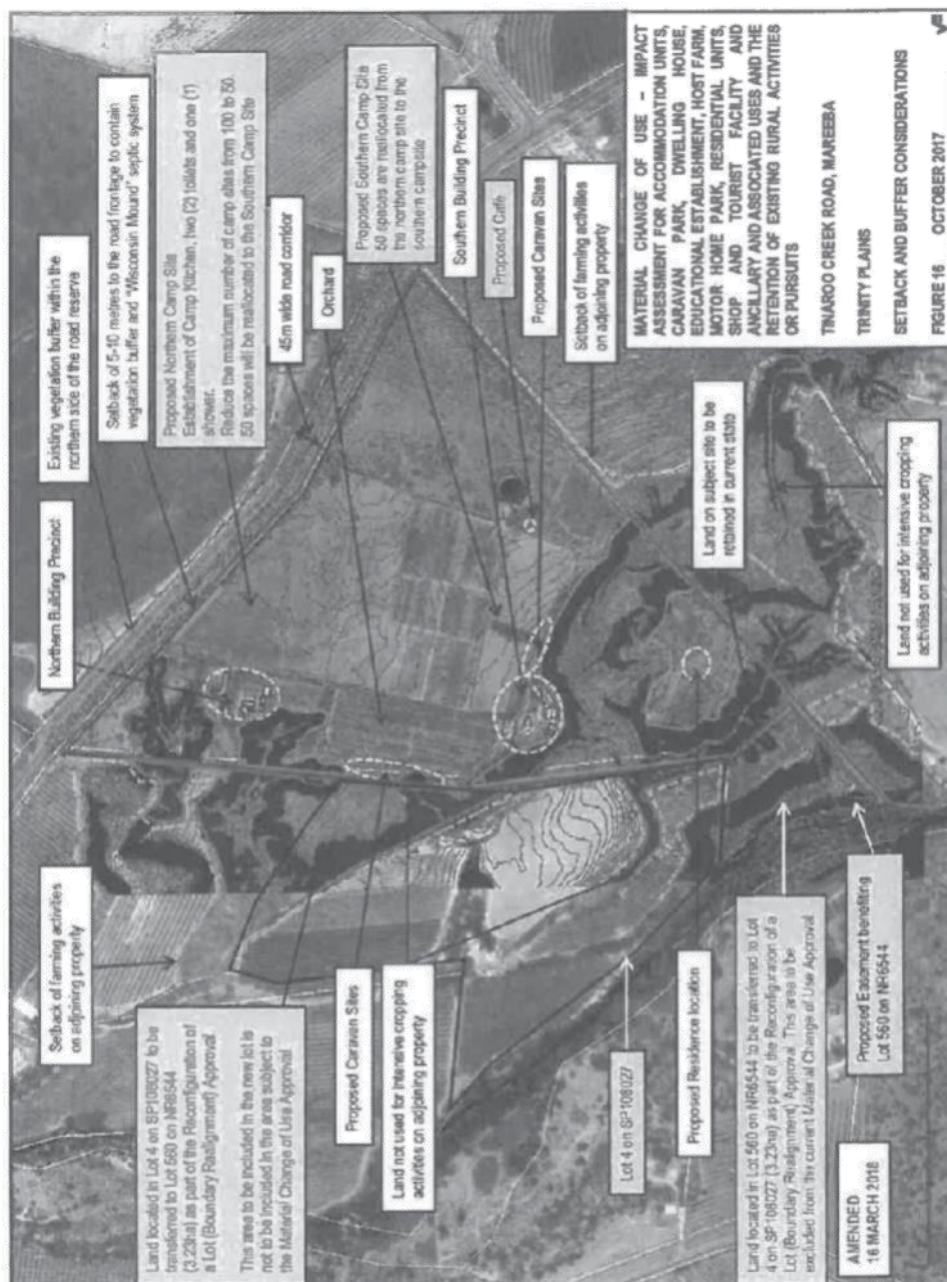 Existing vegetation buffer within the
northern side of the road reserve
Setback of 5-10 metres to the road frontage to contain
vegetation buffer and "Wisconsin Mound" septic system
Proposed Northern Camp Site
Establishment of Camp Kitchen, two (2) toilets and one (1)
shower.
Reduce the maximum number of camp sites from 100 to 50.
50 spaces will be reallocated to the Southern Camp Site
45m wide road corridor
Orchard
Proposed Southern Camp Site
50 spaces are reallocated from
the northern camp site to the
southern campsite
Southern Building Precinct
Proposed Café
Proposed Caravan Sites
Setback of farming activities
on adjoining property
Northern Building Precinct
Land on subject site to be
retained in current state
Land not used for intensive cropping
activities on adjoining property
Setback of farming activities
on adjoining property
Land located in Lot 4 on SP108027 to be
transferred to Lot 560 on NR6544
(3.23ha) as part of the Reconfiguration of
a Lot (Boundary Realignment) Approval
This area to be included in the new lot is
not to be included in the area subject to
the Material Change of Use Approval
Proposed Caravan Sites
Land not used for intensive cropping
activities on adjoining property
Lot 4 on SP108027
Proposed Residence location
Land located in Lot 560 on NR6544 to be transferred to Lot
4 on SP108027 (3.23ha) as part of the Reconfiguration of a
Lot (Boundary Realignment) Approval. This area to be
excluded from the current Material Change of Use Approval
Proposed Easement benefiting
Lot 560 on NR6544
AMENDED
16 MARCH 2018
MATERIAL CHANGE OF USE – IMPACT
ASSESSMENT FOR ACCOMMODATION UNITS,
CARAVAN PARK, DWELLING HOUSE,
EDUCATIONAL ESTABLISHMENT, HOST FARM,
MOTOR HOME PARK, RESIDENTIAL UNITS,
SHOP AND TOURIST FACILITY AND
ANCILLARY AND ASSOCIATED USES AND THE
RETENTION OF EXISTING RURAL ACTIVITIES
OR PURSUITS
TINAROO CREEK ROAD, MAREEBA
TRINITY PLAINS
SETBACK AND BUFFER CONSIDERATIONS
FIGURE 16 OCTOBER 2017